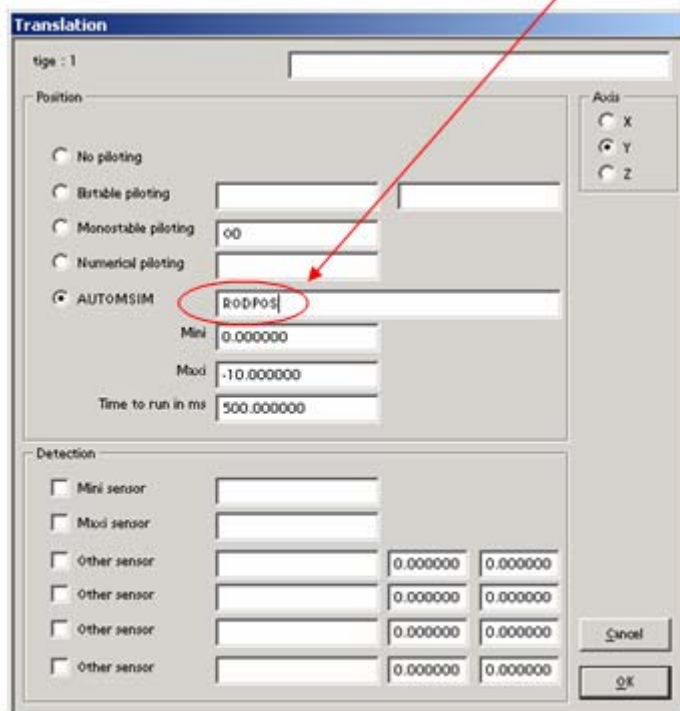 Translation
tige : 1
Position
Axis
X
Y
Z
No piloting
Bistable piloting
Monostable piloting O0
Numerical piloting
AUTOMSIM RODPOS
Mini 0.000000
Maxi -10.000000
Time to run in ms 500.000000
Detection
Mini sensor
Maxi sensor
Other sensor 0.000000 0.000000
Other sensor 0.000000 0.000000
Other sensor 0.000000 0.000000
Other sensor 0.000000 0.000000
Cancel
OK